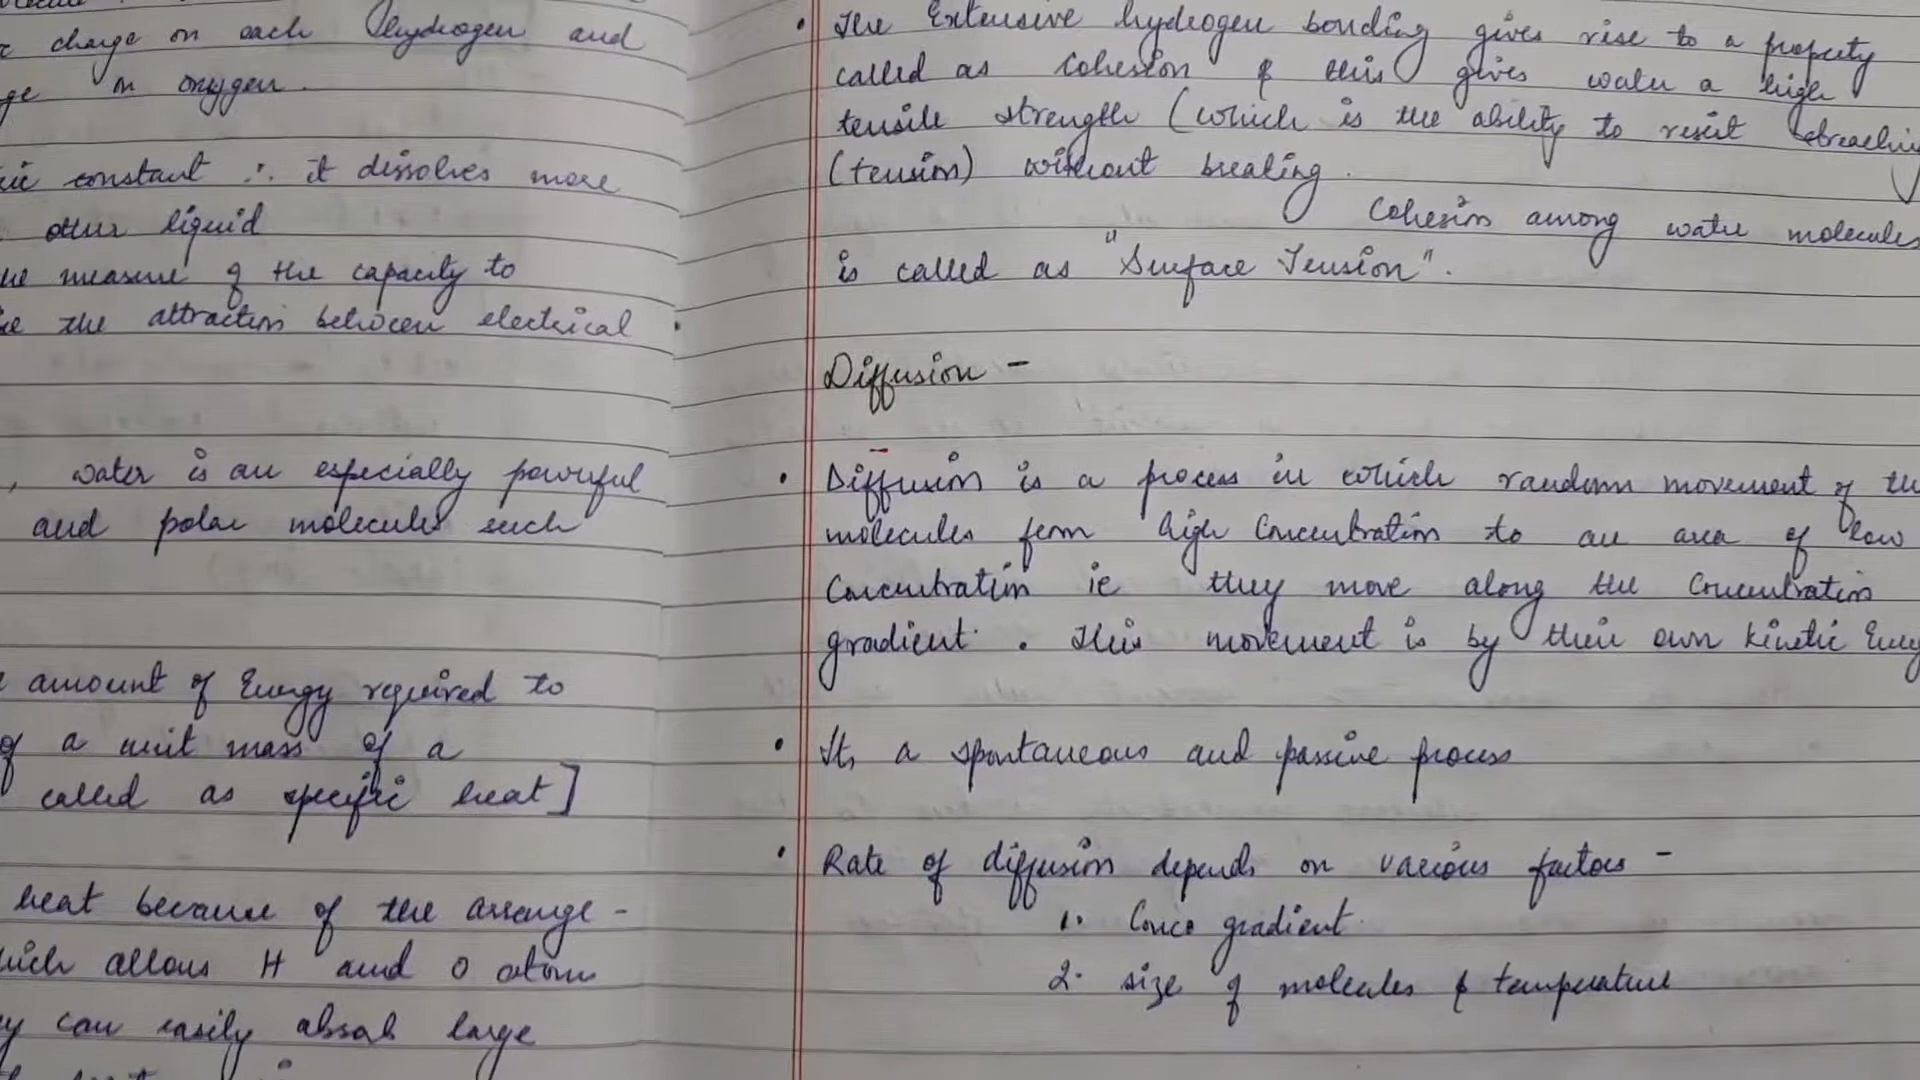 charge on each hydrogen and
ge on oxygen.
constant ∴ it dissolves more
other liquid
measure of the capacity to
the attraction between electrical
, water is an especially powerful
and polar molecules such
amount of Energy required to
of a unit mass of a
called as specific heat]
heat because of the arrange -
which allows H and O atom
can easily absorb large
• The Extensive hydrogen bonding gives rise to a property
called as Cohesion & this gives water a high
tensile strength (which is the ability to resist streaching
(tension) without breaking.
Cohesion among water molecules
is called as "Surface Tension".
Diffusion -
• Diffusion is a process in which random movement of the
molecules ferm high Concentration to an area of low
Concentration ie they move along the Concentration
gradient. This movement is by their own kinetic Energy
• Its a spontaneous and passive process
• Rate of diffusion depends on various factors -
1. Conc gradient
2. size of molecules & temperature